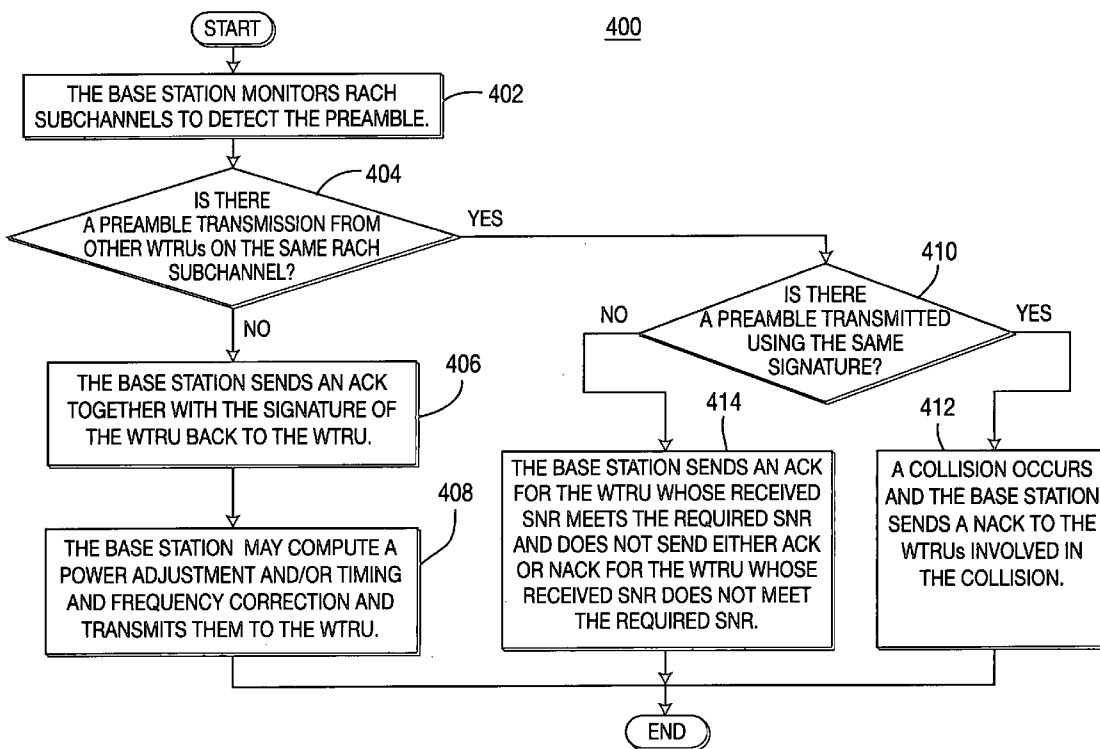 400
START
THE BASE STATION MONITORS RACH
SUBCHANNELS TO DETECT THE PREAMBLE.
402
404
IS THERE
A PREAMBLE TRANSMISSION FROM
OTHER WTRUs ON THE SAME RACH
SUBCHANNEL?
YES
NO
406
THE BASE STATION SENDS AN ACK
TOGETHER WITH THE SIGNATURE OF
THE WTRU BACK TO THE WTRU.
408
THE BASE STATION MAY COMPUTE A
POWER ADJUSTMENT AND/OR TIMING
AND FREQUENCY CORRECTION AND
TRANSMITS THEM TO THE WTRU.
410
IS THERE
A PREAMBLE TRANSMITTED
USING THE SAME
SIGNATURE?
NO
YES
414
THE BASE STATION SENDS AN ACK
FOR THE WTRU WHOSE RECEIVED
SNR MEETS THE REQUIRED SNR
AND DOES NOT SEND EITHER ACK
OR NACK FOR THE WTRU WHOSE
RECEIVED SNR DOES NOT MEET
THE REQUIRED SNR.
412
A COLLISION OCCURS
AND THE BASE STATION
SENDS A NACK TO THE
WTRUs INVOLVED IN
THE COLLISION.
END